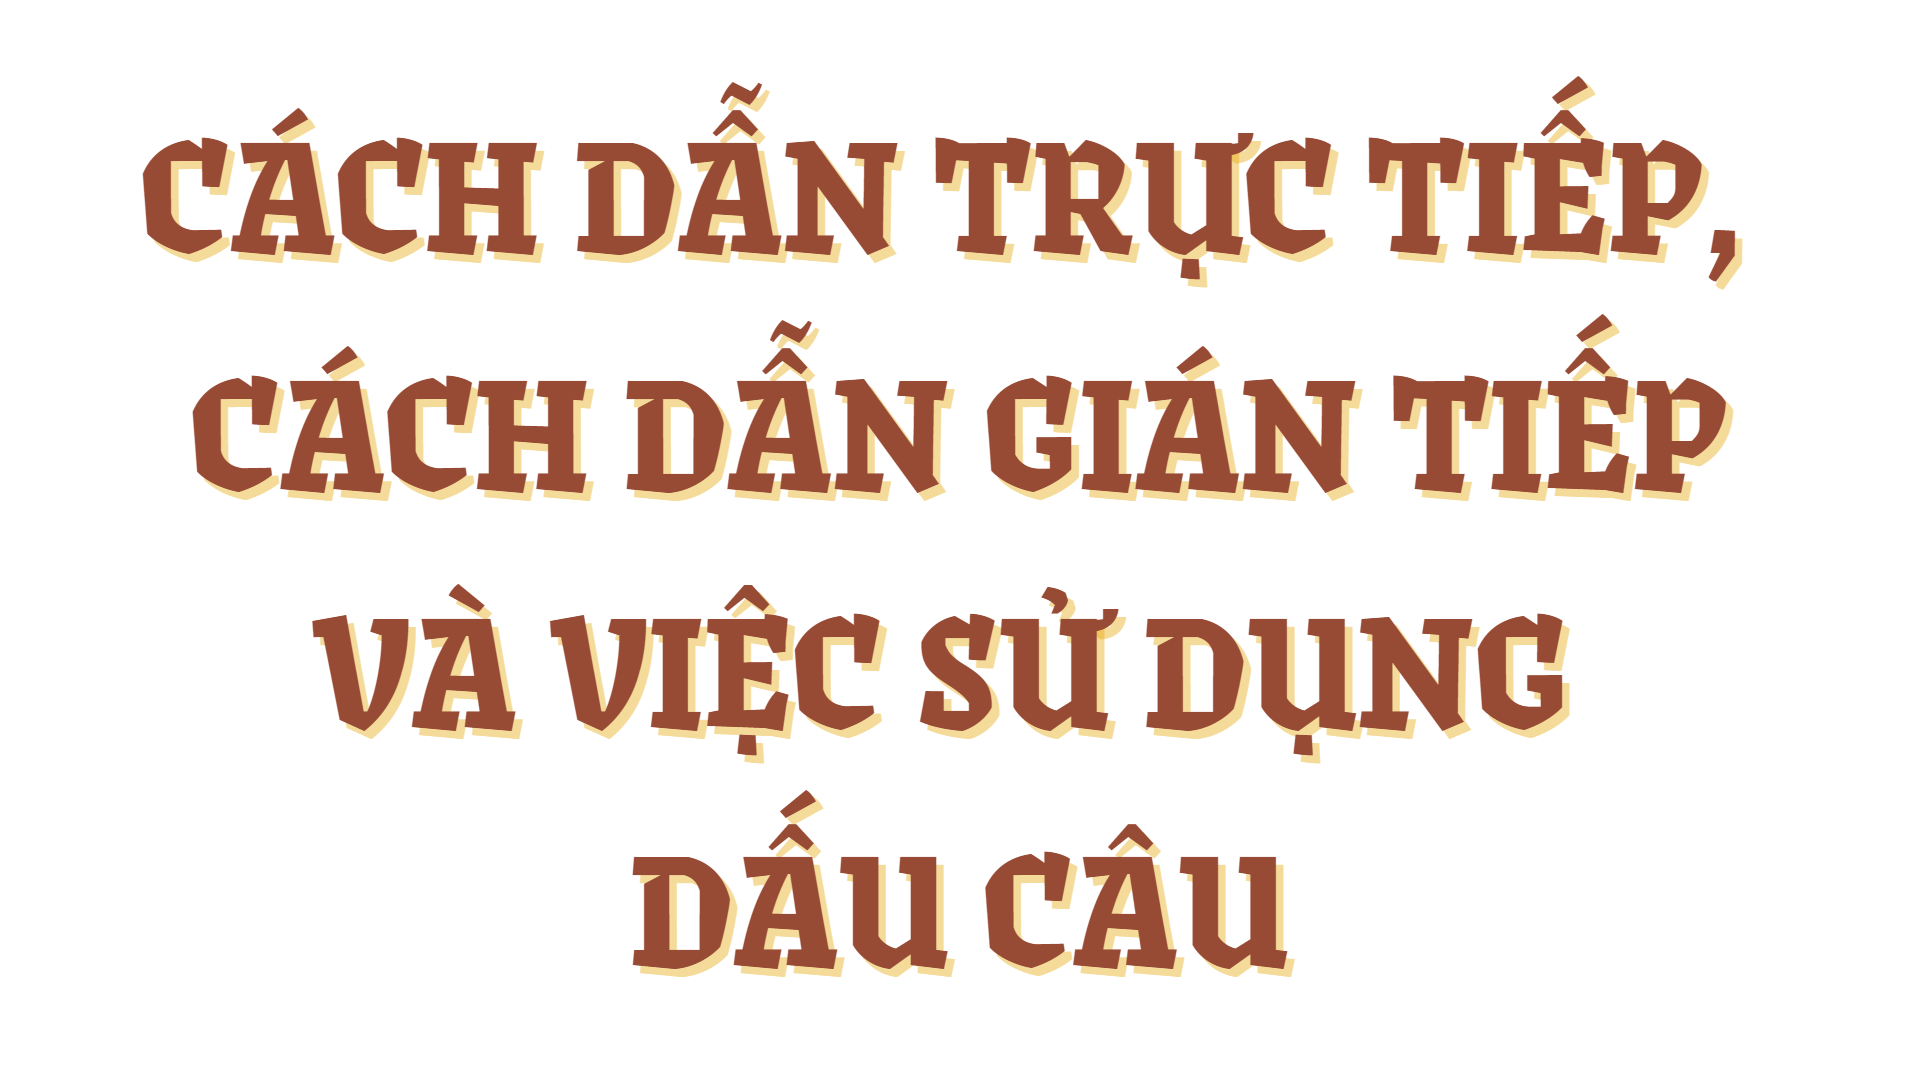 CÁCH DẪN TRỰC TIẾP,
CÁCH DẪN GIÁN TIẾP
VÀ VIỆC SỬ DỤNG
DẤU CÂU